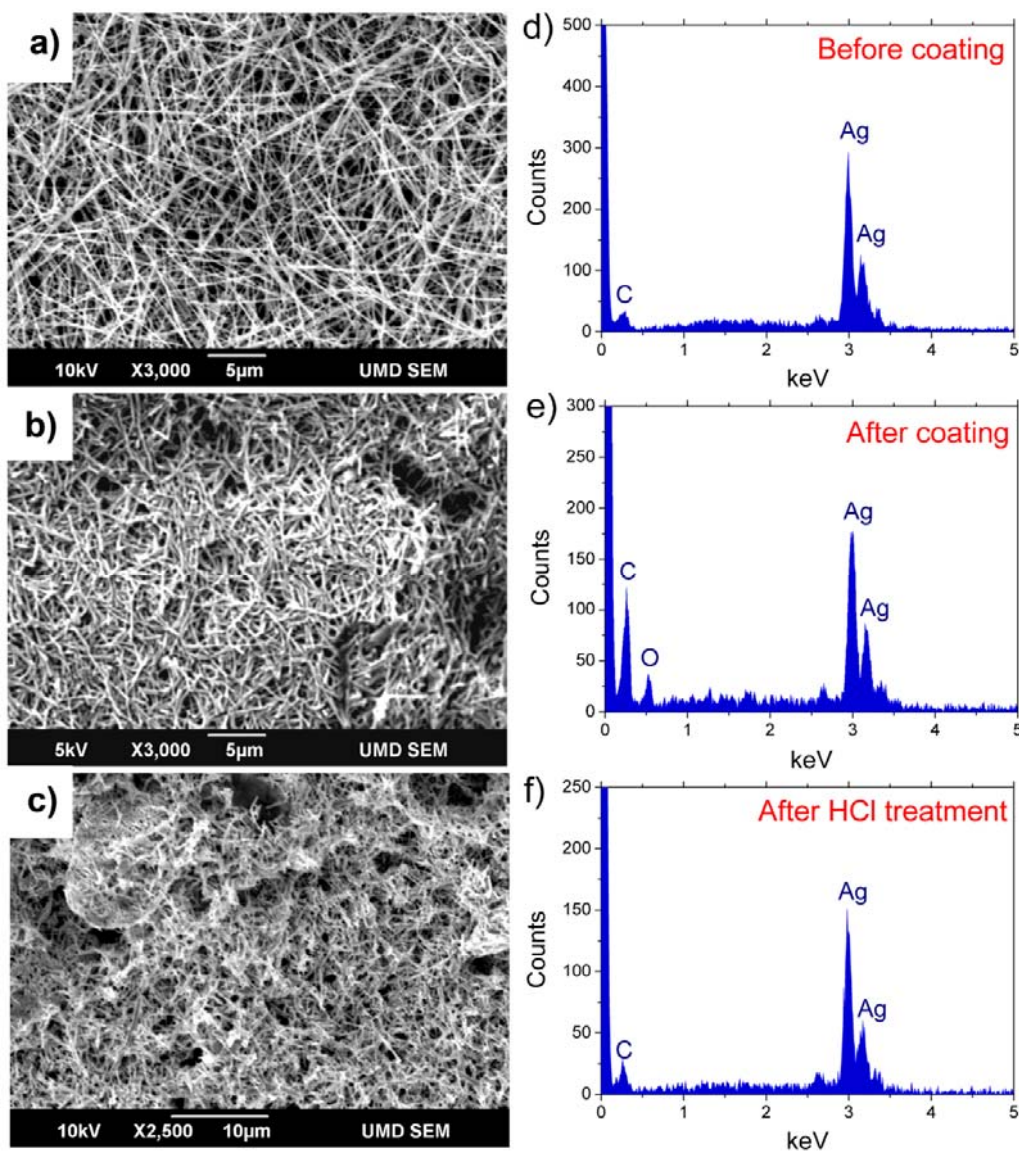 a)
10kV X3,000 5µm UMD SEM
b)
5kV X3,000 5µm UMD SEM
c)
10kV X2,500 10µm UMD SEM
d)
Before coating
Counts
500
400
300
200
100
0
Ag
Ag
C
0 1 2 3 4 5
keV
e)
After coating
Counts
300
250
200
150
100
50
0
Ag
C
Ag
O
0 1 2 3 4 5
keV
f)
After HCl treatment
Counts
250
200
150
100
50
0
Ag
Ag
C
0 1 2 3 4 5
keV